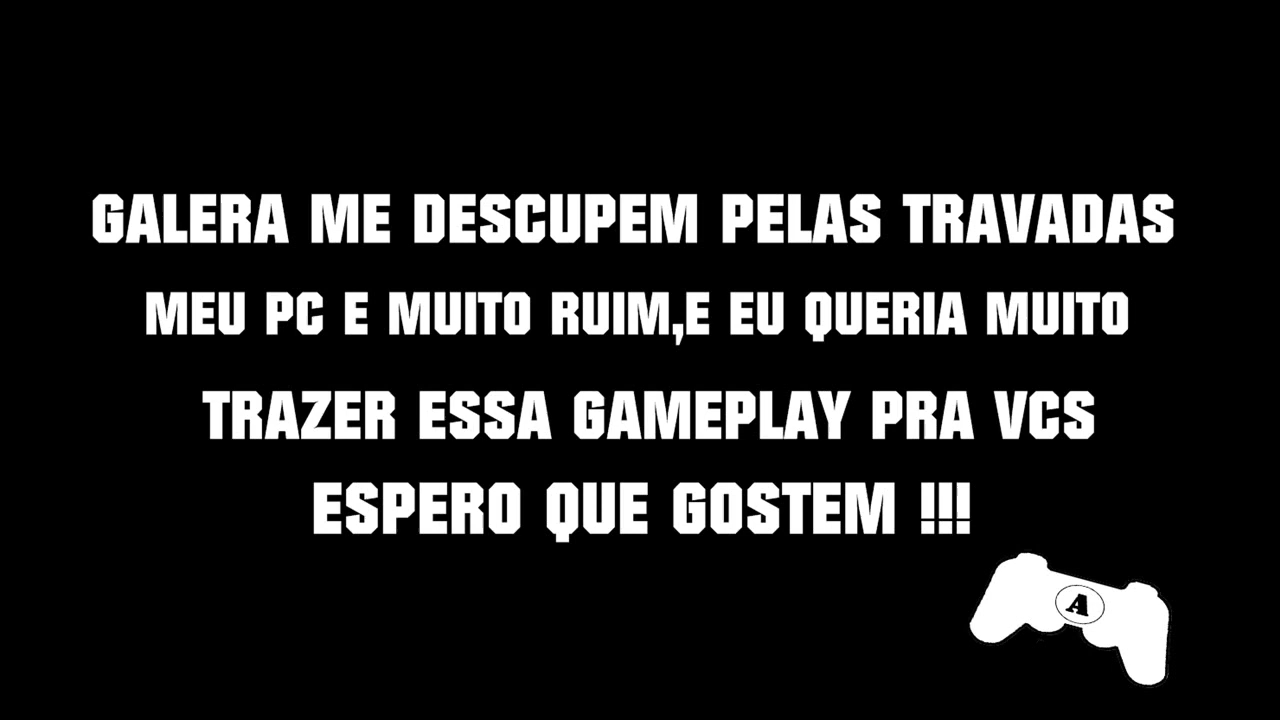 GALERA ME DESCUPEM PELAS TRAVADAS
MEU PC E MUITO RUIM,E EU QUERIA MUITO
TRAZER ESSA GAMEPLAY PRA VCS
ESPERO QUE GOSTEM !!!
A